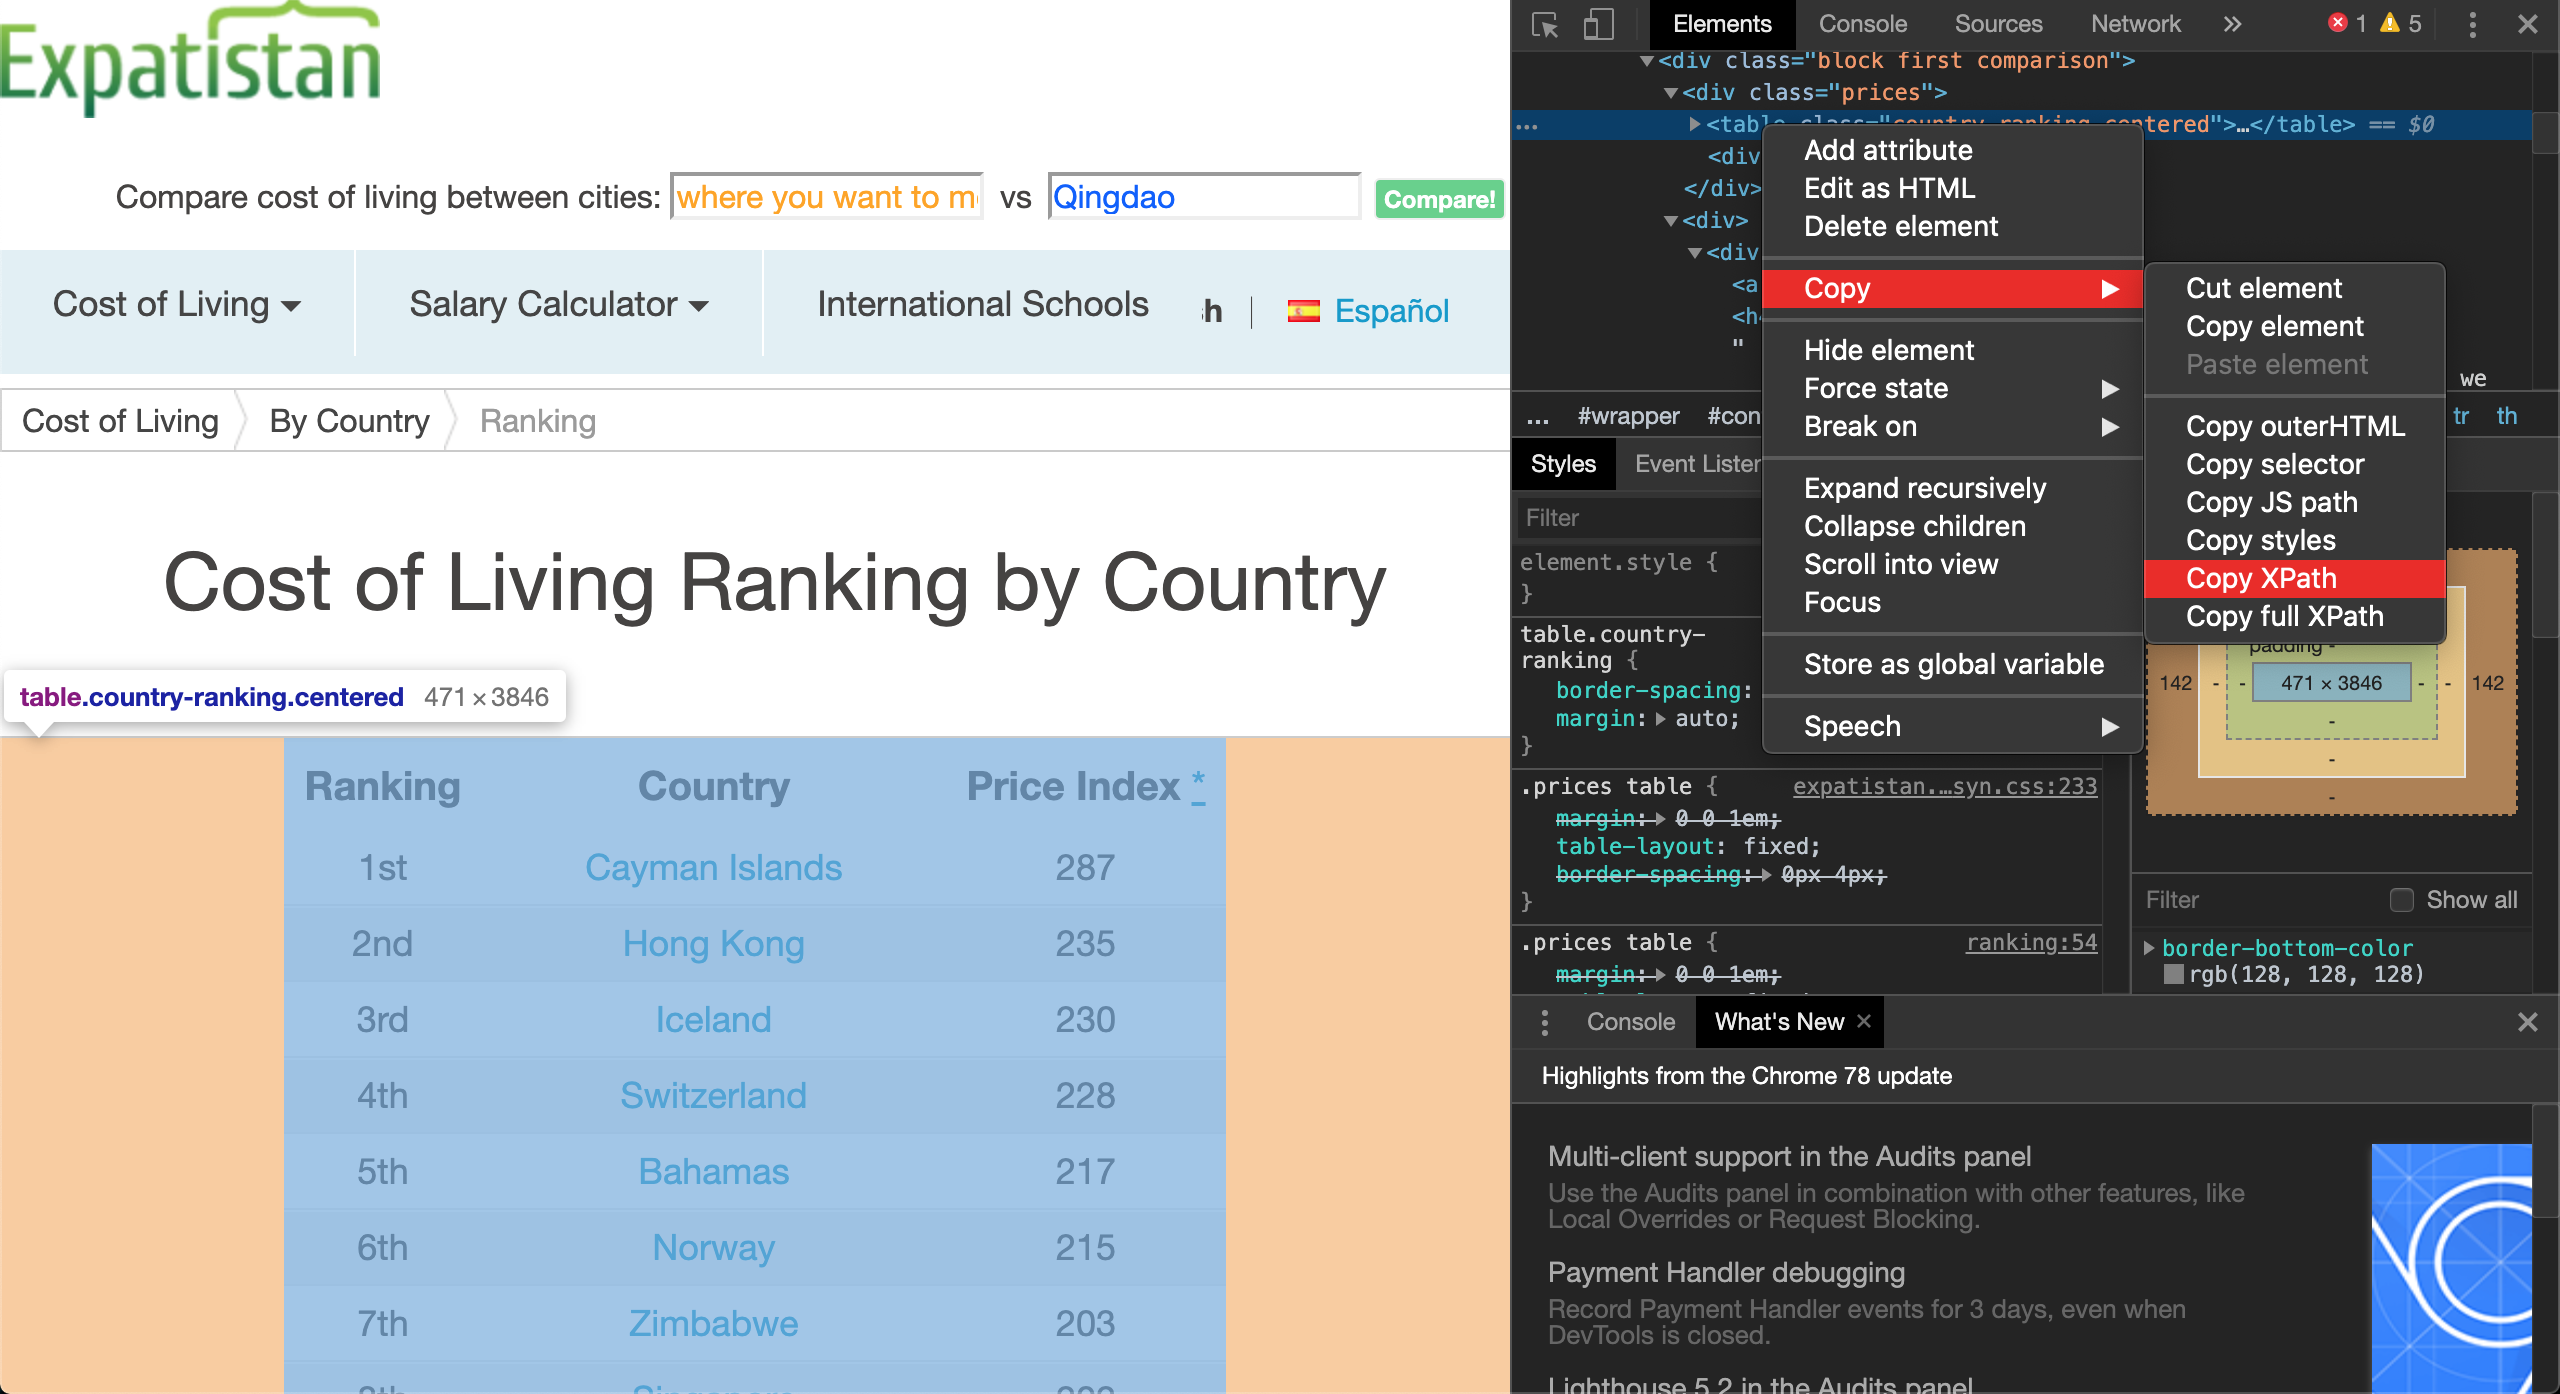 Expatistan
Compare cost of living between cities: where you want to m vs Qingdao Compare!
Cost of Living International Schools Salary Calculator h | Español
Cost of Living By Country Ranking
Cost of Living Ranking by Country
table.country-ranking.centered 471 × 3846
Ranking Country Price Index *
1st Cayman Islands 287
2nd Hong Kong 235
3rd Iceland 230
4th Switzerland 228
5th Bahamas 217
6th Norway 215
7th Zimbabwe 203
Elements Console Sources Network » 1 5
<div class="block first comparison">
<div class="prices">
… <table class="country-ranking centered">…</table> == $0
<div
</div>
<div>
<div
<a
<h
"
we
… #wrapper #con tr th
Add attribute
Edit as HTML
Delete element
Copy
Hide element
Force state
Break on
Expand recursively
Collapse children
Scroll into view
Focus
Store as global variable
Speech
Cut element
Copy element
Paste element
Copy outerHTML
Copy selector
Copy JS path
Copy styles
Copy XPath
Copy full XPath
Styles Event Lister
Filter
element.style {
}
table.country-
ranking {
border-spacing:
margin: auto;
}
.prices table { expatistan.…syn.css:233
margin: 0 0 1em;
table-layout: fixed;
border-spacing: 0px 4px;
}
.prices table { ranking:54
margin: 0 0 1em;
padding -
142 - - 471 × 3846 - - 142
-
-
-
Filter Show all
border-bottom-color
rgb(128, 128, 128)
Console What's New ×
Highlights from the Chrome 78 update
Multi-client support in the Audits panel
Use the Audits panel in combination with other features, like
Local Overrides or Request Blocking.
Payment Handler debugging
Record Payment Handler events for 3 days, even when
DevTools is closed.
Lighthouse 5.2 in the Audits panel